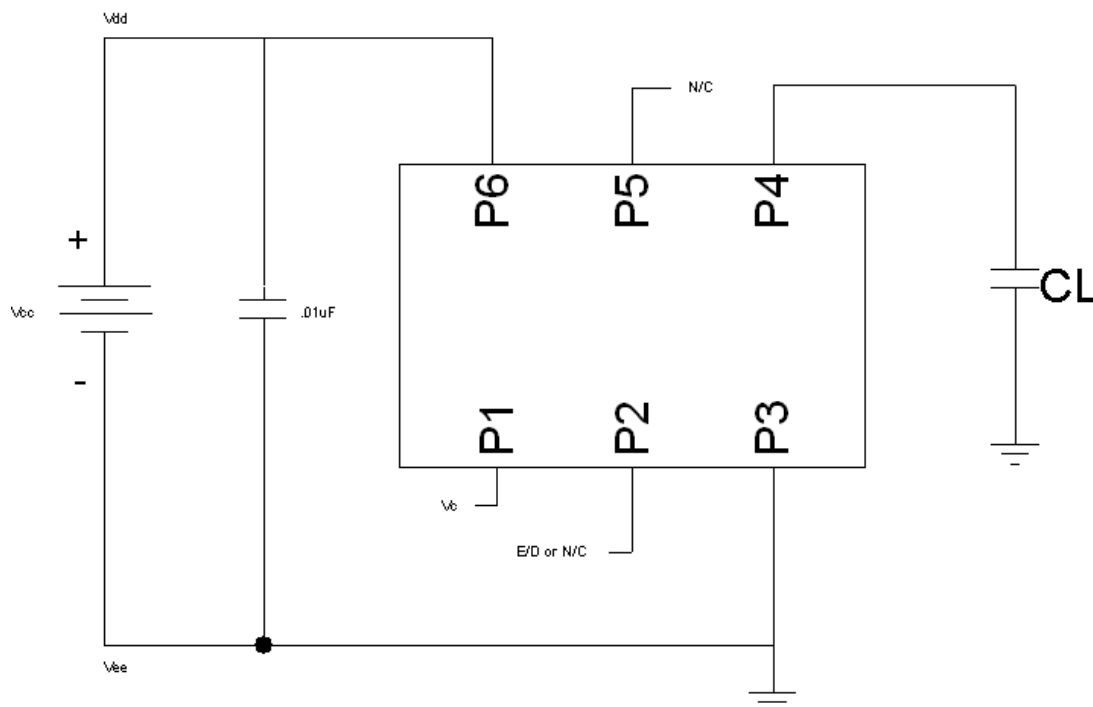 Vdd
N/C
P6
P5
P4
+
Vcc
.01uF
CL
-
P1
P2
P3
Vc
E/D or N/C
Vee